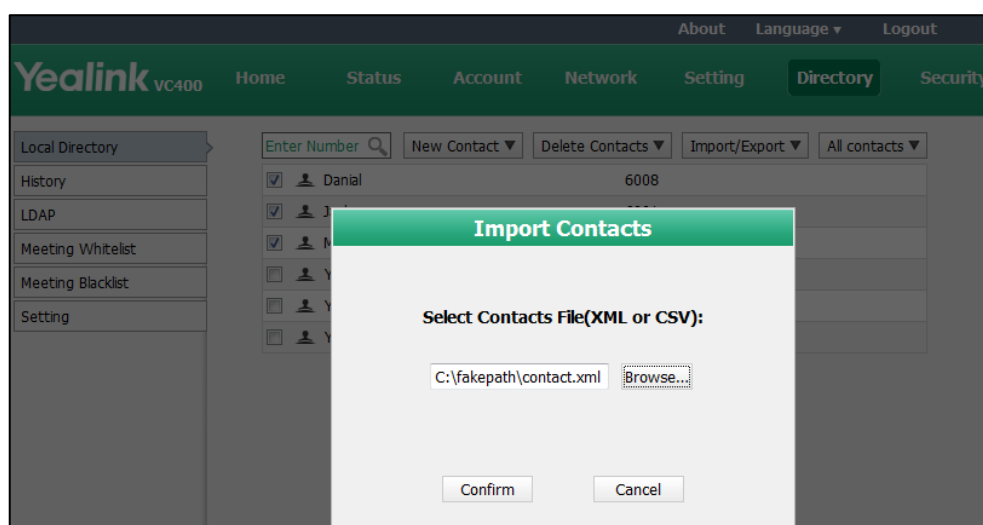 About Language ▾ Logout
Yealink VC400 Home Status Account Network Setting Directory Security
Local Directory
Enter Number New Contact ▼ Delete Contacts ▼ Import/Export ▼ All contacts ▼
History
Danial 6008
LDAP
Meeting Whitelist
Meeting Blacklist
Setting
Import Contacts
Select Contacts File(XML or CSV):
C:\fakepath\contact.xml Browse...
Confirm Cancel